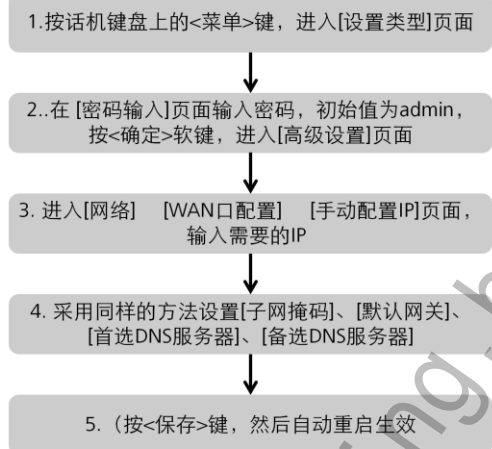 1.按话机键盘上的<菜单>键，进入[设置类型]页面
2..在 [密码输入]页面输入密码，初始值为admin，
按<确定>软键，进入[高级设置]页面
3. 进入[网络] [WAN口配置] [手动配置IP]页面，
输入需要的IP
4. 采用同样的方法设置[子网掩码]、[默认网关]、
[首选DNS服务器]、[备选DNS服务器]
5.（按<保存>键，然后自动重启生效